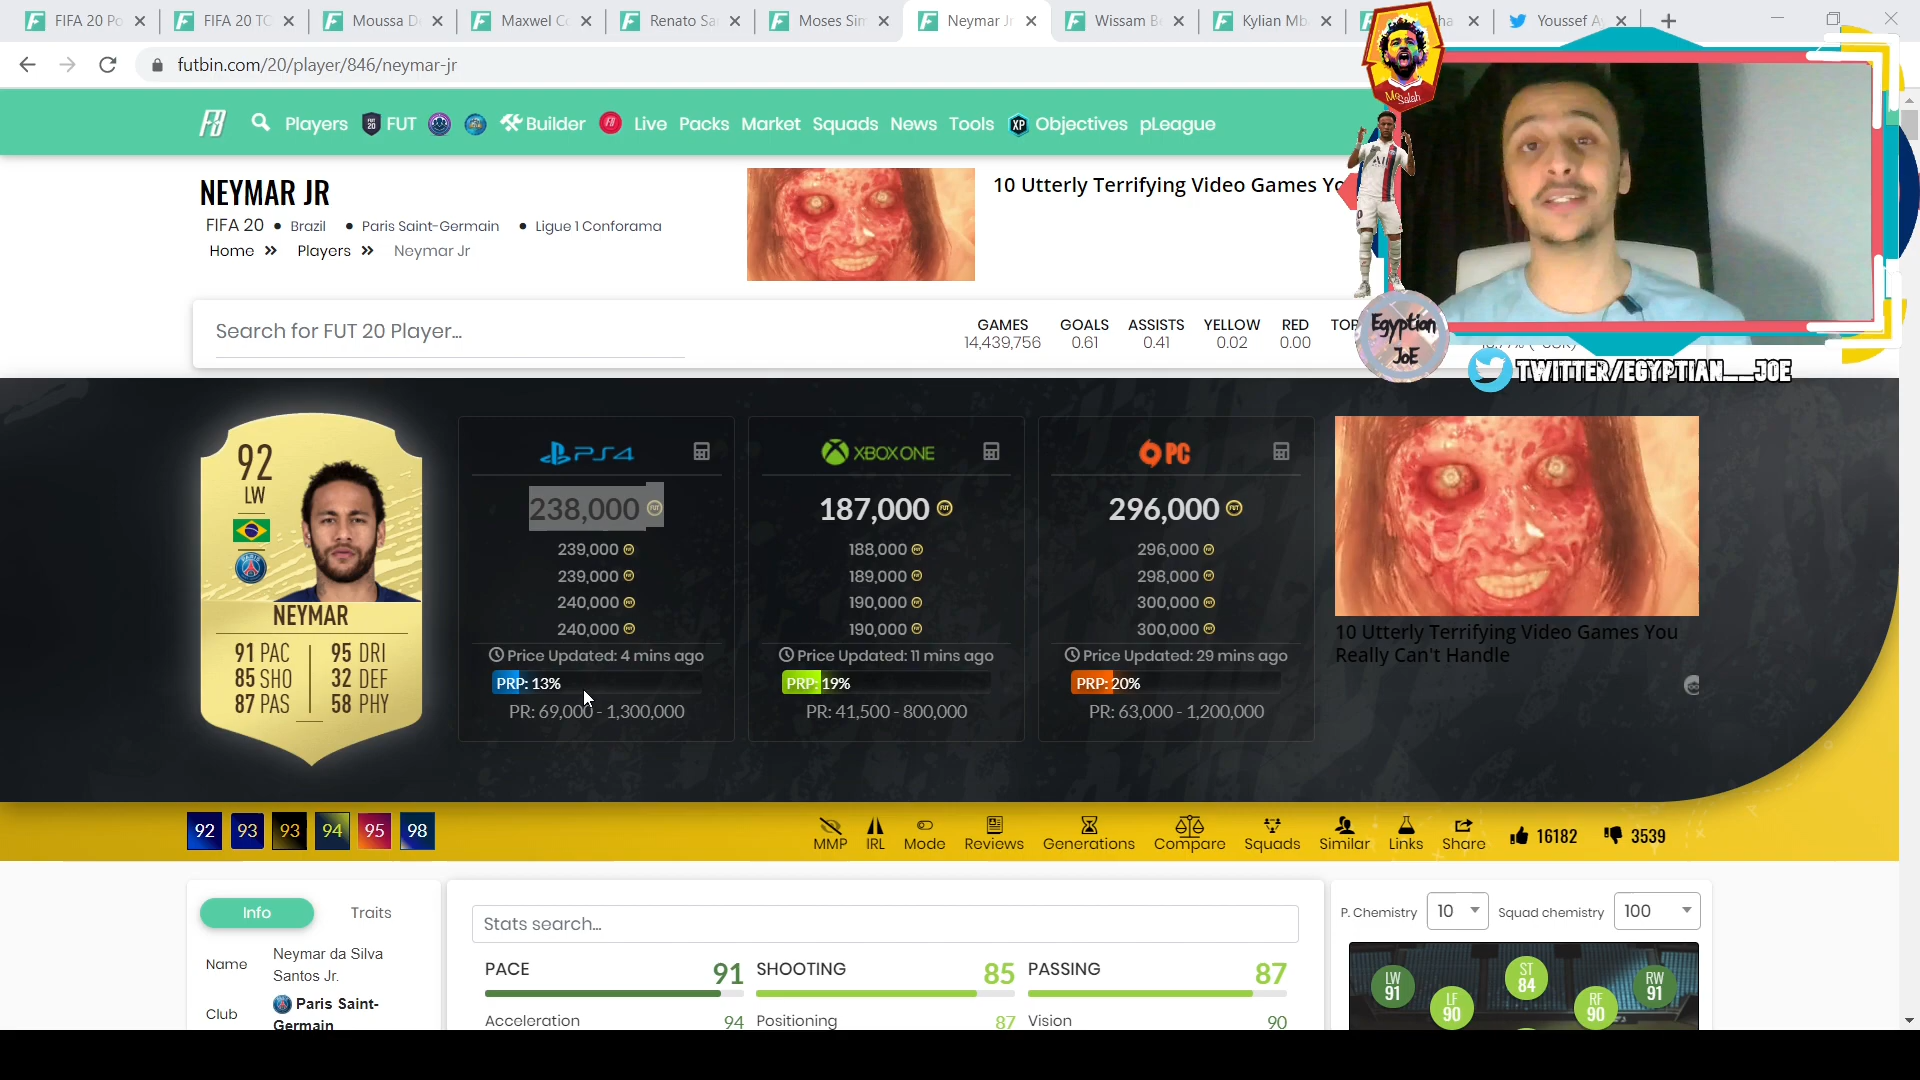 FIFA 20 Po
FIFA 20 TO
Moussa De
Maxwel Co
Renato Sa
Moses Sim
Neymar Jr
Wissam Be
Kylian Mb
Youssef A
futbin.com/20/player/846/neymar-jr
Mo Salah
Players
FUT
Builder
Live
Packs
Market
Squads
News
Tools
XP
Objectives
pLeague
NEYMAR JR
FIFA 20 • Brazil • Paris Saint-Germain • Ligue 1 Conforama
Home » Players » Neymar Jr
10 Utterly Terrifying Video Games Yo
Search for FUT 20 Player...
GAMES GOALS ASSISTS YELLOW RED TOP
14,439,756 0.61 0.41 0.02 0.00
Egyptian
JoE
TWITTER/EGYPTIAN__JOE
92
LW
NEYMAR
91 PAC 95 DRI
85 SHO 32 DEF
87 PAS 58 PHY
PS4
238,000
239,000
239,000
240,000
240,000
Price Updated: 4 mins ago
PRP: 13%
PR: 69,000 - 1,300,000
XBOX ONE
187,000
188,000
189,000
190,000
190,000
Price Updated: 11 mins ago
PRP: 19%
PR: 41,500 - 800,000
PC
296,000
296,000
298,000
300,000
300,000
Price Updated: 29 mins ago
PRP: 20%
PR: 63,000 - 1,200,000
10 Utterly Terrifying Video Games You
Really Can't Handle
92 93 93 94 95 98
MMP IRL Mode Reviews Generations Compare Squads Similar Links Share 16182 3539
Info Traits
Name Neymar da Silva
Santos Jr.
Club Paris Saint-
Germain
Stats search...
PACE 91 SHOOTING 85 PASSING 87
Acceleration 94 Positioning 87 Vision 90
P. Chemistry 10 Squad chemistry 100
LW
91
LF
90
ST
84
RF
90
RW
91